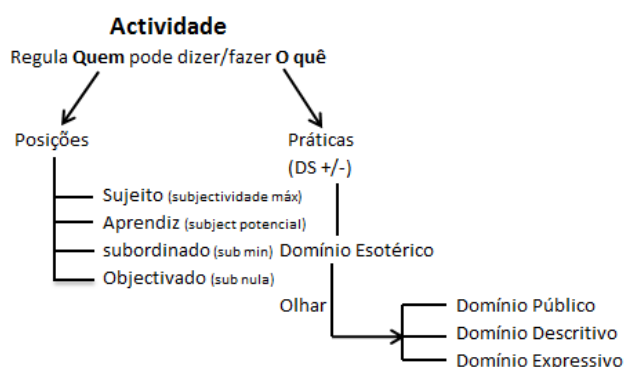 Actividade
Regula Quem pode dizer/fazer O quê
Posições
Práticas
(DS +/-)
Sujeito (subjectividade máx)
Aprendiz (subject potencial)
subordinado (sub min)
Objectivado (sub nula)
Domínio Esotérico
Olhar
Domínio Público
Domínio Descritivo
Domínio Expressivo